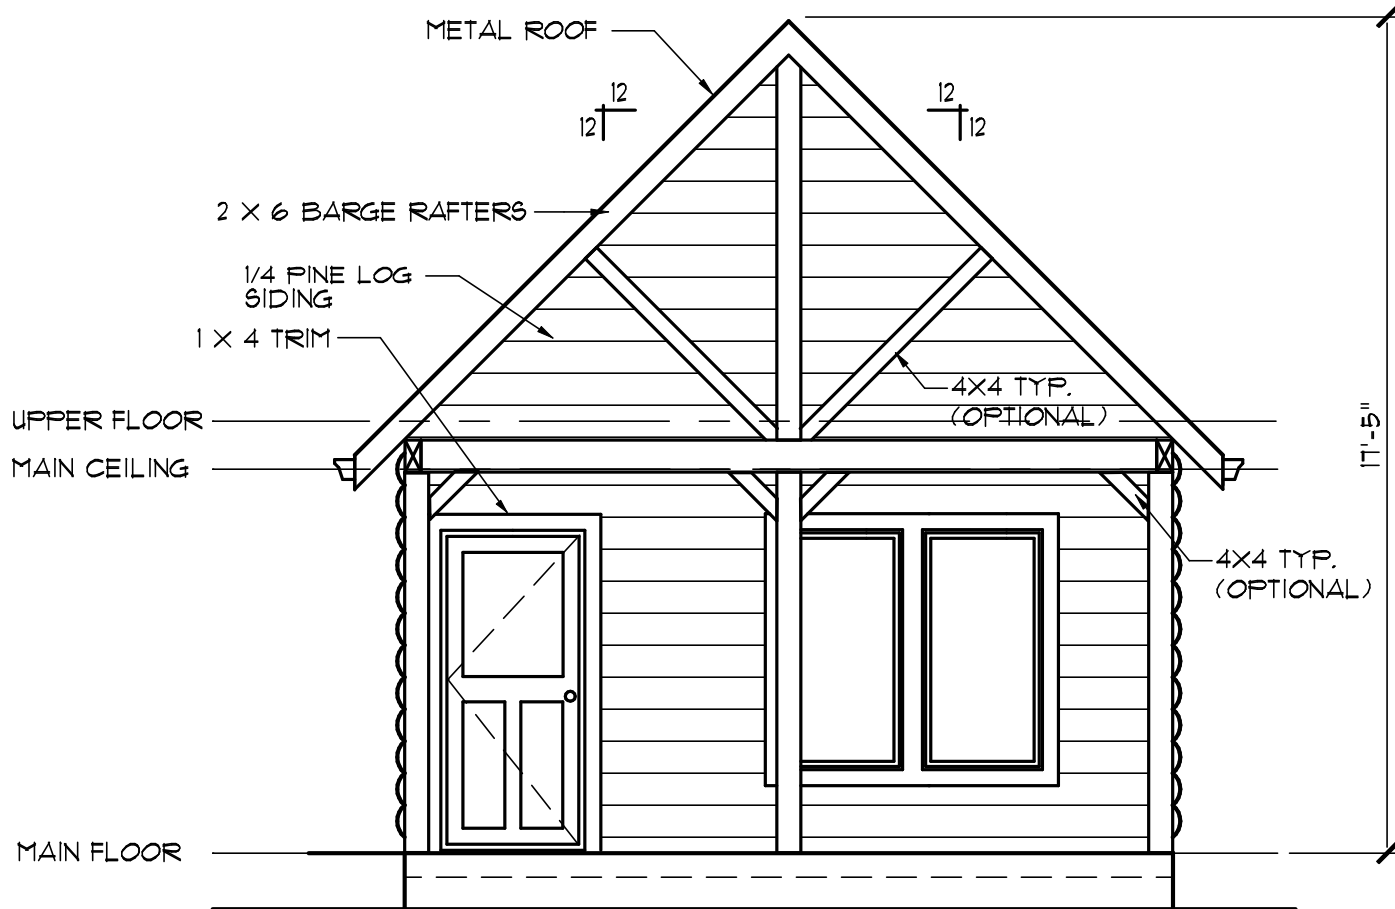 METAL ROOF
12
12
12
12
2 X 6 BARGE RAFTERS
1/4 PINE LOG
SIDING
1 X 4 TRIM
4X4 TYP.
(OPTIONAL)
UPPER FLOOR
MAIN CEILING
17'-5"
4X4 TYP.
(OPTIONAL)
MAIN FLOOR